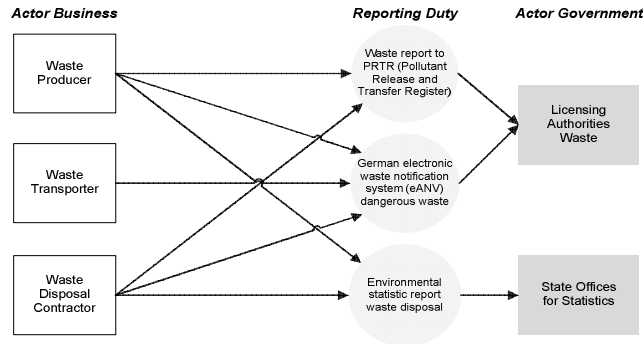 Actor Business
Reporting Duty
Actor Government
Waste
Producer
Waste report to
PRTR (Pollutant
Release and
Transfer Register)
Licensing
Authorities
Waste
Waste
Transporter
German electronic
waste notification
system (eANV)
dangerous waste
Waste
Disposal
Contractor
Environmental
statistic report
waste disposal
State Offices
for Statistics